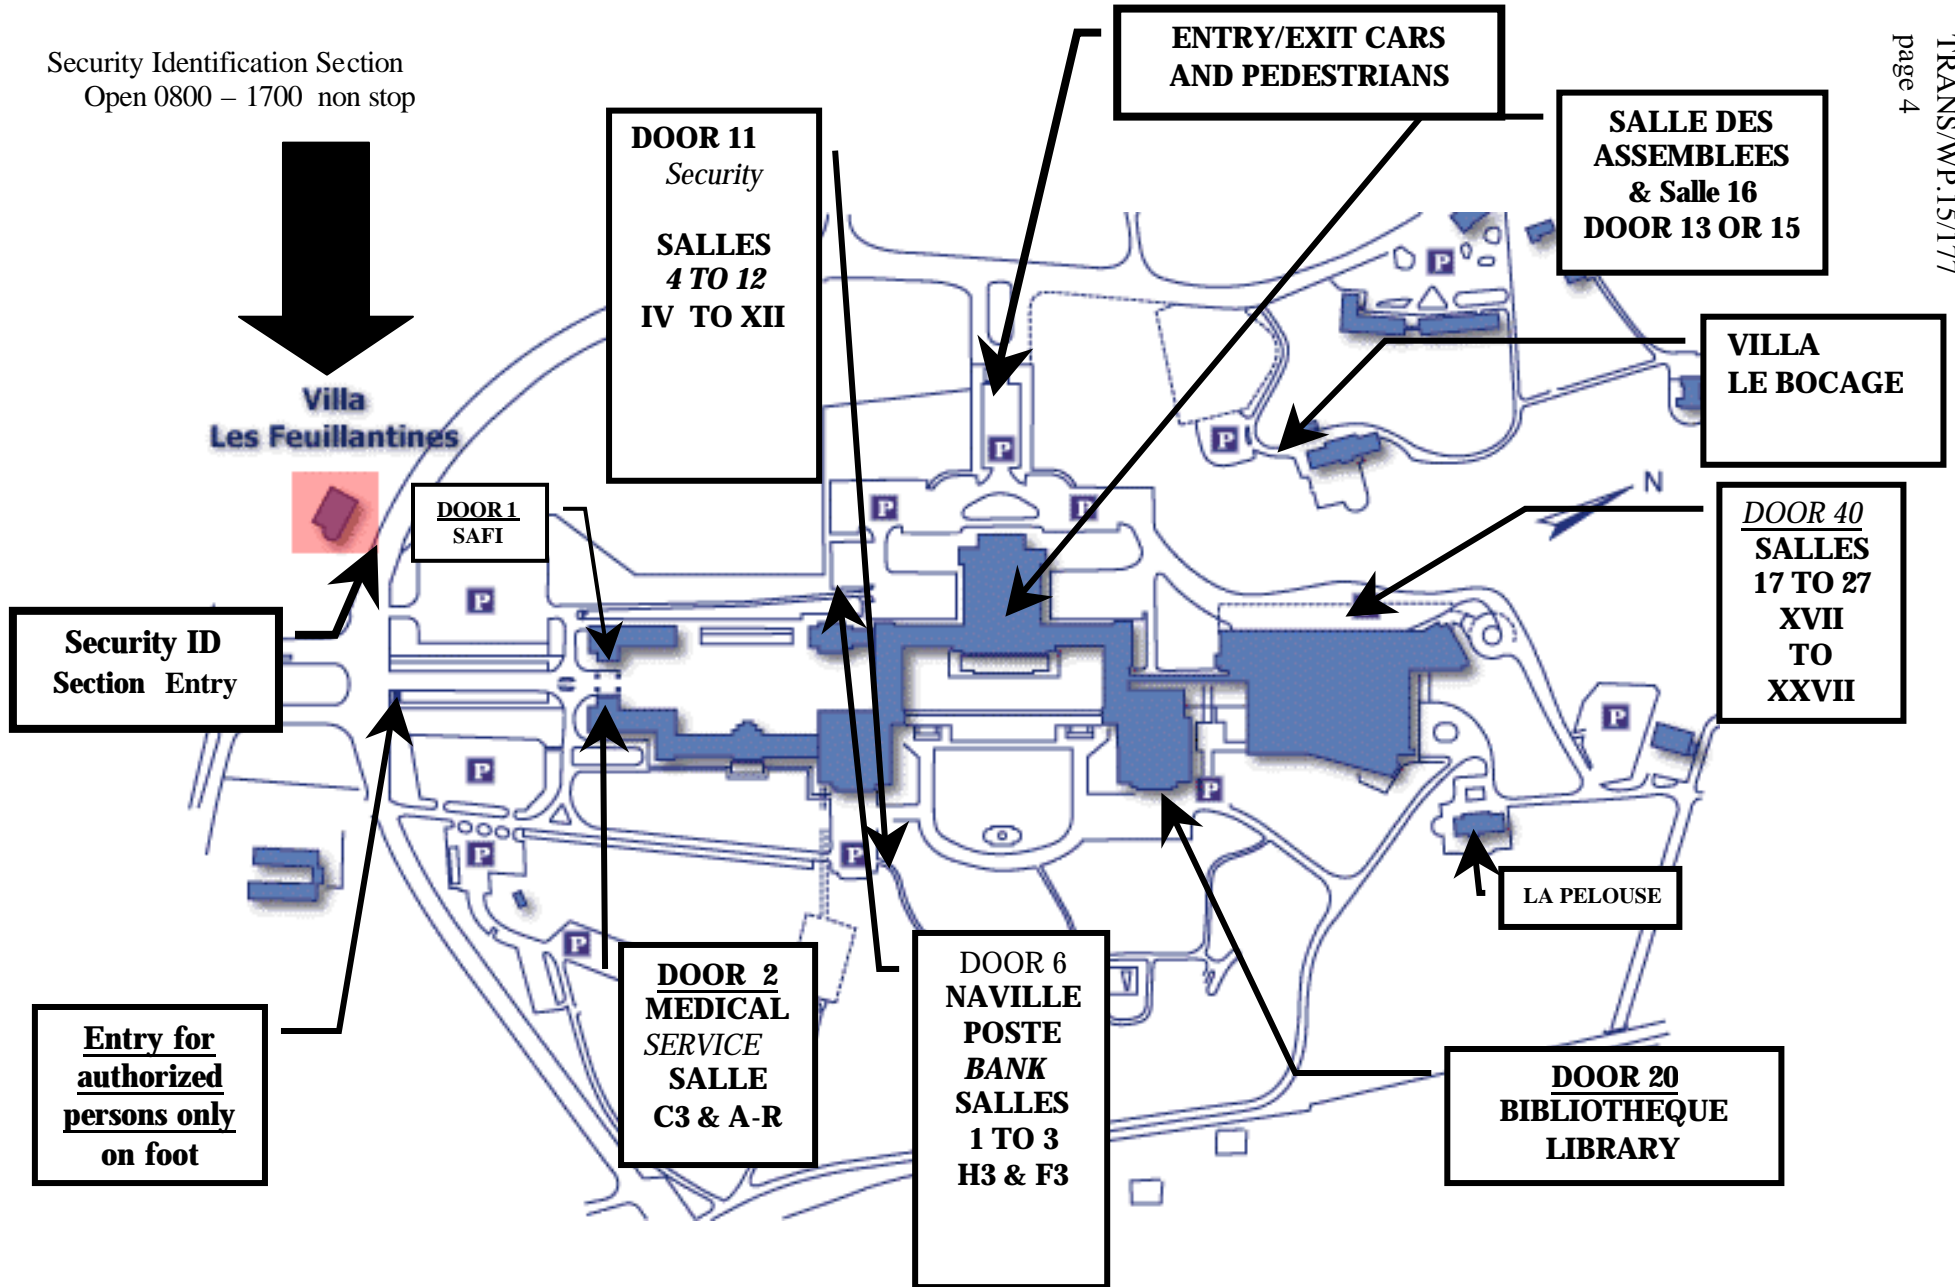 TRANS/WP.15/177
page 4
Security Identification Section
Open 0800 – 1700 non stop
ENTRY/EXIT CARS
AND PEDESTRIANS
DOOR 11
Security
SALLES
4 TO 12
IV TO XII
SALLE DES
ASSEMBLEES
& Salle 16
DOOR 13 OR 15
VILLA
LE BOCAGE
Villa
Les Feuillantines
DOOR 1
SAFI
N
DOOR 40
SALLES
17 TO 27
XVII
TO
XXVII
Security ID
Section Entry
P
P
P
P
P
P
P
P
P
P
P
P
LA PELOUSE
Entry for
authorized
persons only
on foot
DOOR 2
MEDICAL
SERVICE
SALLE
C3 & A-R
DOOR 6
NAVILLE
POSTE
BANK
SALLES
1 TO 3
H3 & F3
DOOR 20
BIBLIOTHEQUE
LIBRARY